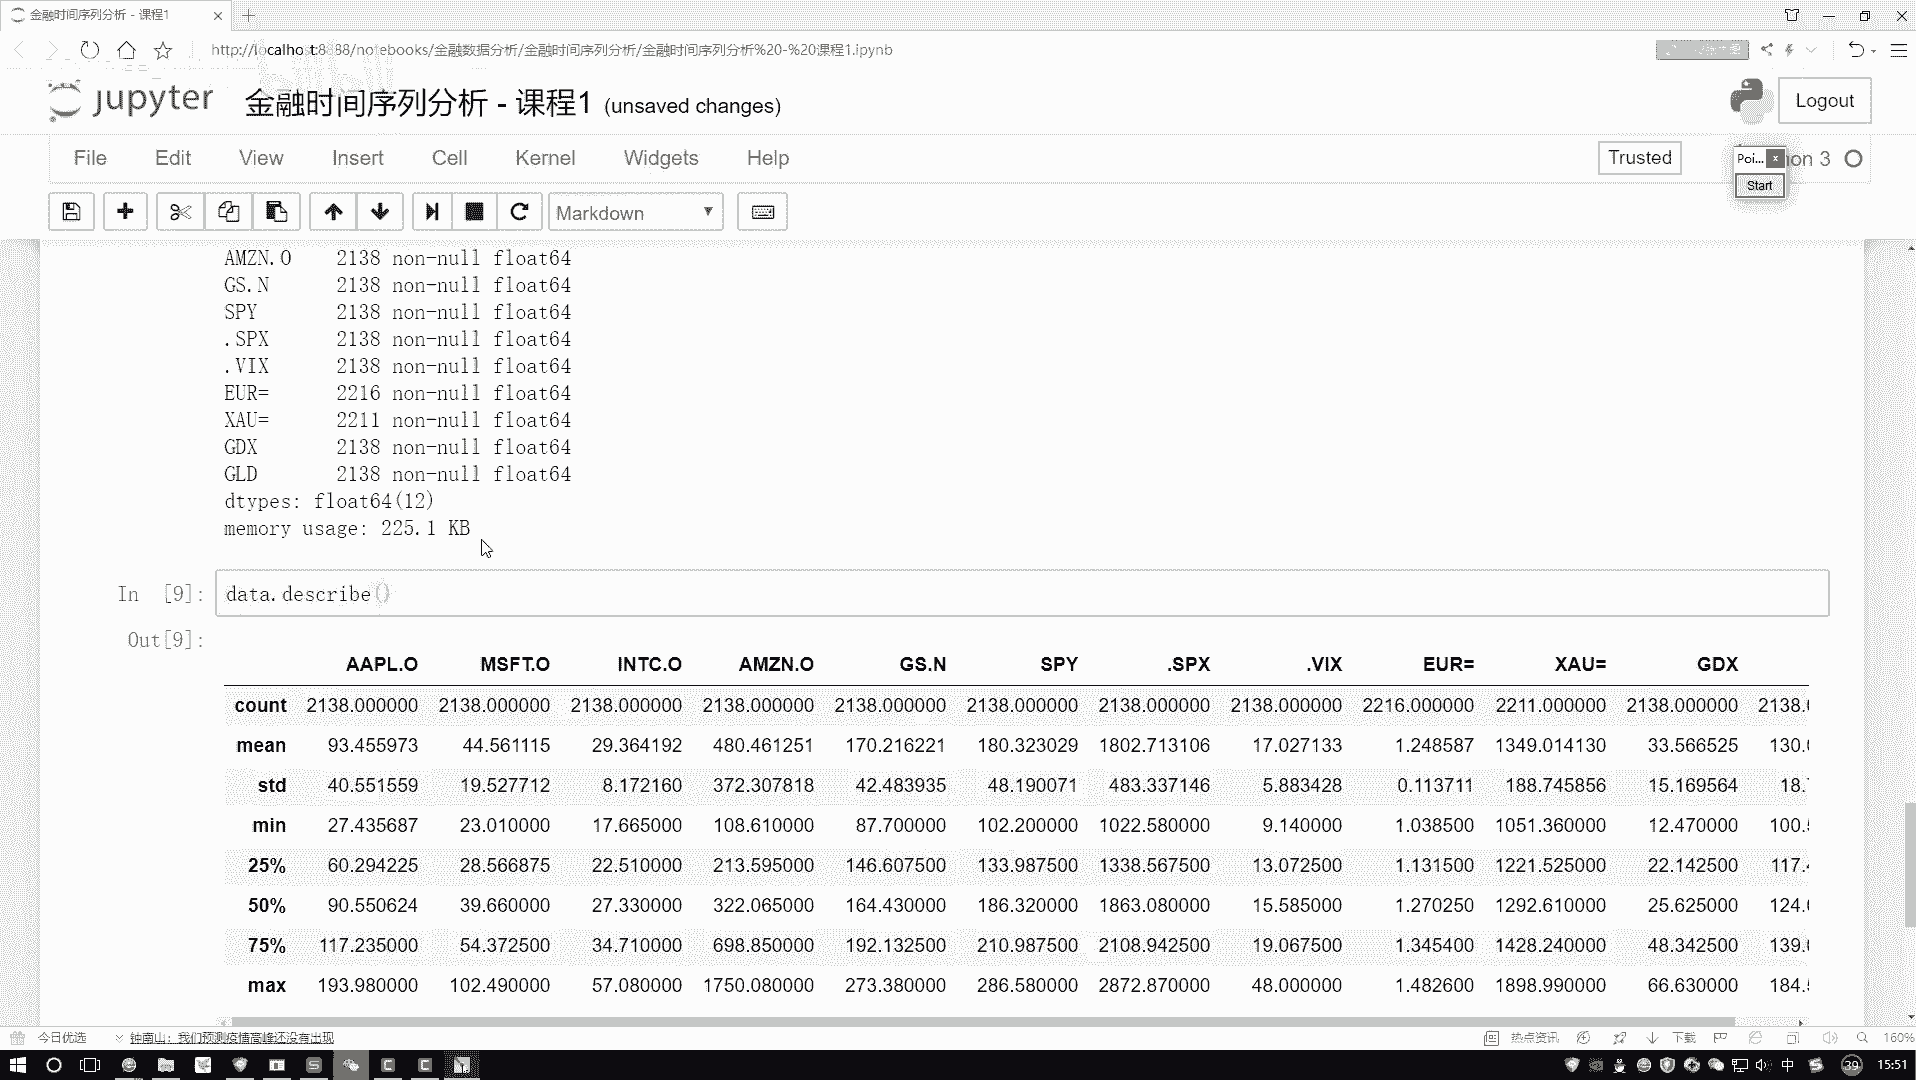 金融时间序列分析 - 课程1
http://localhost:8888/notebooks/金融数据分析/金融时间序列分析/金融时间序列分析%20-%20课程1.ipynb
jupyter 金融时间序列分析 - 课程1 (unsaved changes)
Logout
File Edit View Insert Cell Kernel Widgets Help
Trusted
Poi...
on 3
Start
Markdown
AMZN.O 2138 non-null float64
GS.N 2138 non-null float64
SPY 2138 non-null float64
.SPX 2138 non-null float64
.VIX 2138 non-null float64
EUR= 2216 non-null float64
XAU= 2211 non-null float64
GDX 2138 non-null float64
GLD 2138 non-null float64
dtypes: float64(12)
memory usage: 225.1 KB
In [9]: data.describe()
Out[9]:
AAPL.O MSFT.O INTC.O AMZN.O GS.N SPY .SPX .VIX EUR= XAU= GDX
count 2138.000000 2138.000000 2138.000000 2138.000000 2138.000000 2138.000000 2138.000000 2138.000000 2216.000000 2211.000000 2138.000000 2138.
mean 93.455973 44.561115 29.364192 480.461251 170.216221 180.323029 1802.713106 17.027133 1.248587 1349.014130 33.566525 130.
std 40.551559 19.527712 8.172160 372.307818 42.483935 48.190071 483.337146 5.883428 0.113711 188.745856 15.169564 18.
min 27.435687 23.010000 17.665000 108.610000 87.700000 102.200000 1022.580000 9.140000 1.038500 1051.360000 12.470000 100.
25% 60.294225 28.566875 22.510000 213.595000 146.607500 133.987500 1338.567500 13.072500 1.131500 1221.525000 22.142500 117.
50% 90.550624 39.660000 27.330000 322.065000 164.430000 186.320000 1863.080000 15.585000 1.270250 1292.610000 25.625000 124.
75% 117.235000 54.372500 34.710000 698.850000 192.132500 210.987500 2108.942500 19.067500 1.345400 1428.240000 48.342500 139.
max 193.980000 102.490000 57.080000 1750.080000 273.380000 286.580000 2872.870000 48.000000 1.482600 1898.990000 66.630000 184.
今日优选 钟南山：我们预测疫情高峰还没有出现 热点资讯 下载 160%
中 39 15:51